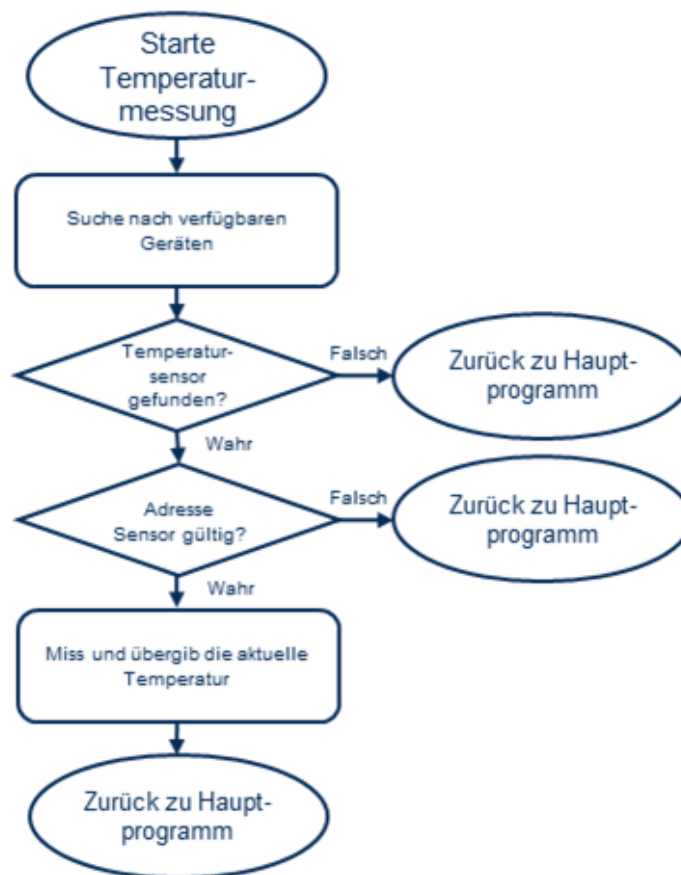 Starte
Temperatur-
messung
Suche nach verfügbaren
Geräten
Temperatur-
sensor
gefunden?
Falsch
Zurück zu Haupt-
programm
Wahr
Adresse
Sensor gültig?
Falsch
Zurück zu Haupt-
programm
Wahr
Miss und übergib die aktuelle
Temperatur
Zurück zu Haupt-
programm